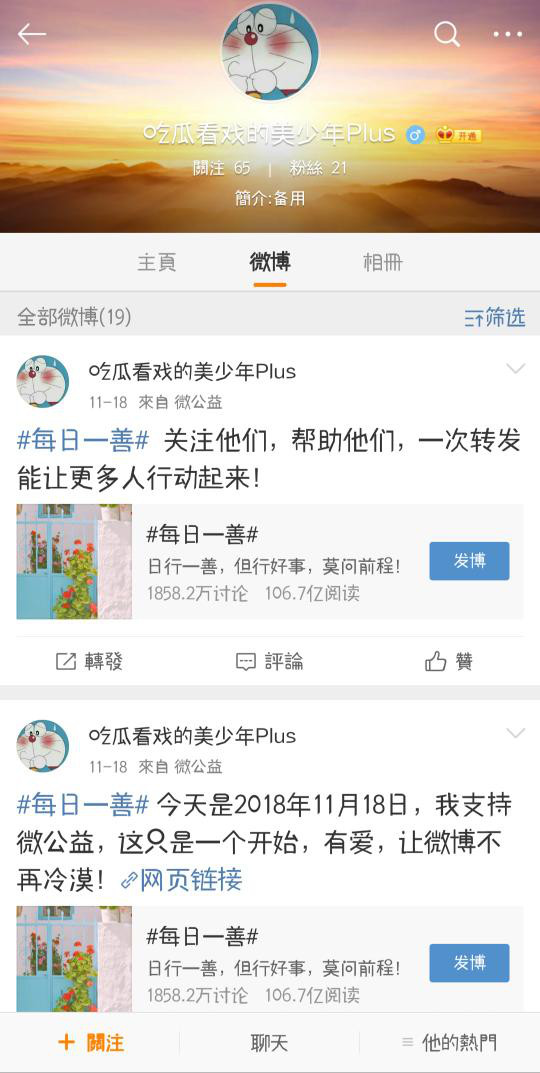 吃瓜看戏的美少年Plus 开通
關注 65 | 粉絲 21
簡介:备用
主頁 微博 相冊
全部微博(19) 筛选
吃瓜看戏的美少年Plus
11-18 來自 微公益
#每日一善# 关注他们，帮助他们，一次转发
能让更多人行动起来！
#每日一善#
日行一善，但行好事，莫问前程！
发博
1858.2万讨论 106.7亿阅读
轉發 評論 贊
吃瓜看戏的美少年Plus
11-18 來自 微公益
#每日一善# 今天是2018年11月18日，我支持
微公益，这只是一个开始，有爱，让微博不
再冷漠！网页链接
#每日一善#
日行一善，但行好事，莫问前程！
发博
1858.2万讨论 106.7亿阅读
+ 關注 聊天 他的熱門